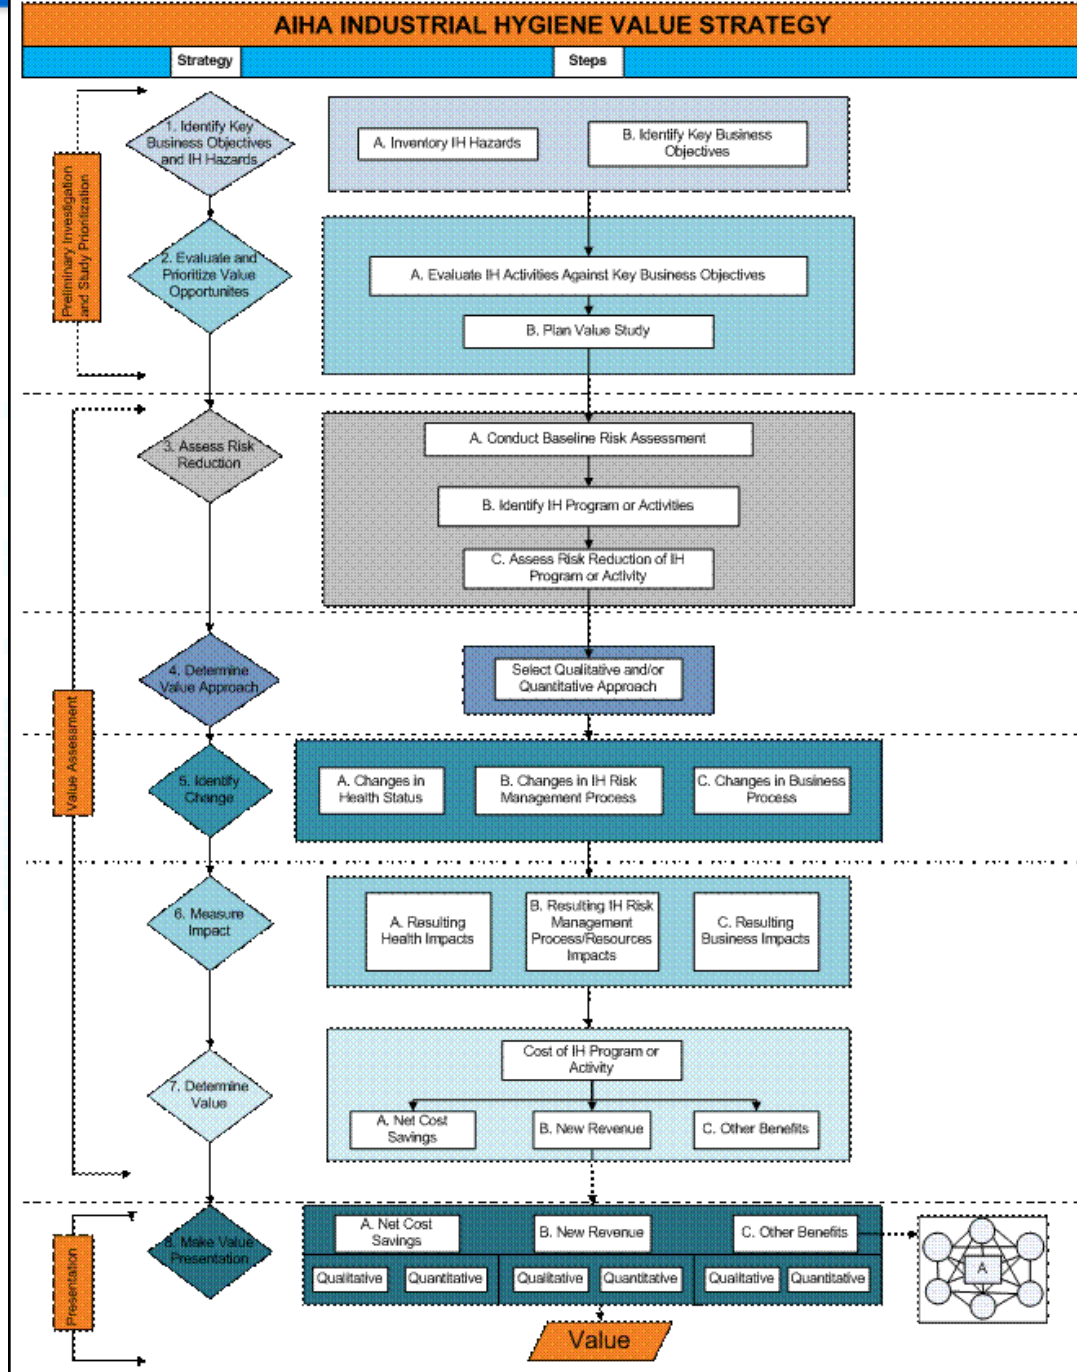 AIHA INDUSTRIAL HYGIENE VALUE STRATEGY
Strategy
Steps
Preliminary Investigation
and Study Prioritization
1. Identify Key
Business Objectives
and IH Hazards
A. Inventory IH Hazards
B. Identify Key Business
Objectives
2. Evaluate and
Prioritize Value
Opportunites
A. Evaluate IH Activities Against Key Business Objectives
B. Plan Value Study
Value Assessment
3. Assess Risk
Reduction
A. Conduct Baseline Risk Assessment
B. Identify IH Program or Activities
C. Assess Risk Reduction of IH
Program or Activity
4. Determine
Value Approach
Select Qualitative and/or
Quantitative Approach
5. Identify
Change
A. Changes in
Health Status
B. Changes in IH Risk
Management Process
C. Changes in Business
Process
6. Measure
Impact
A. Resulting
Health Impacts
B. Resulting IH Risk
Management
Process/Resources
Impacts
C. Resulting
Business Impacts
7. Determine
Value
Cost of IH Program or
Activity
A. Net Cost
Savings
B. New Revenue
C. Other Benefits
Presentation
8. Make Value
Presentation
A. Net Cost
Savings
B. New Revenue
C. Other Benefits
Qualitative
Quantitative
Qualitative
Quantitative
Qualitative
Quantitative
A
Value